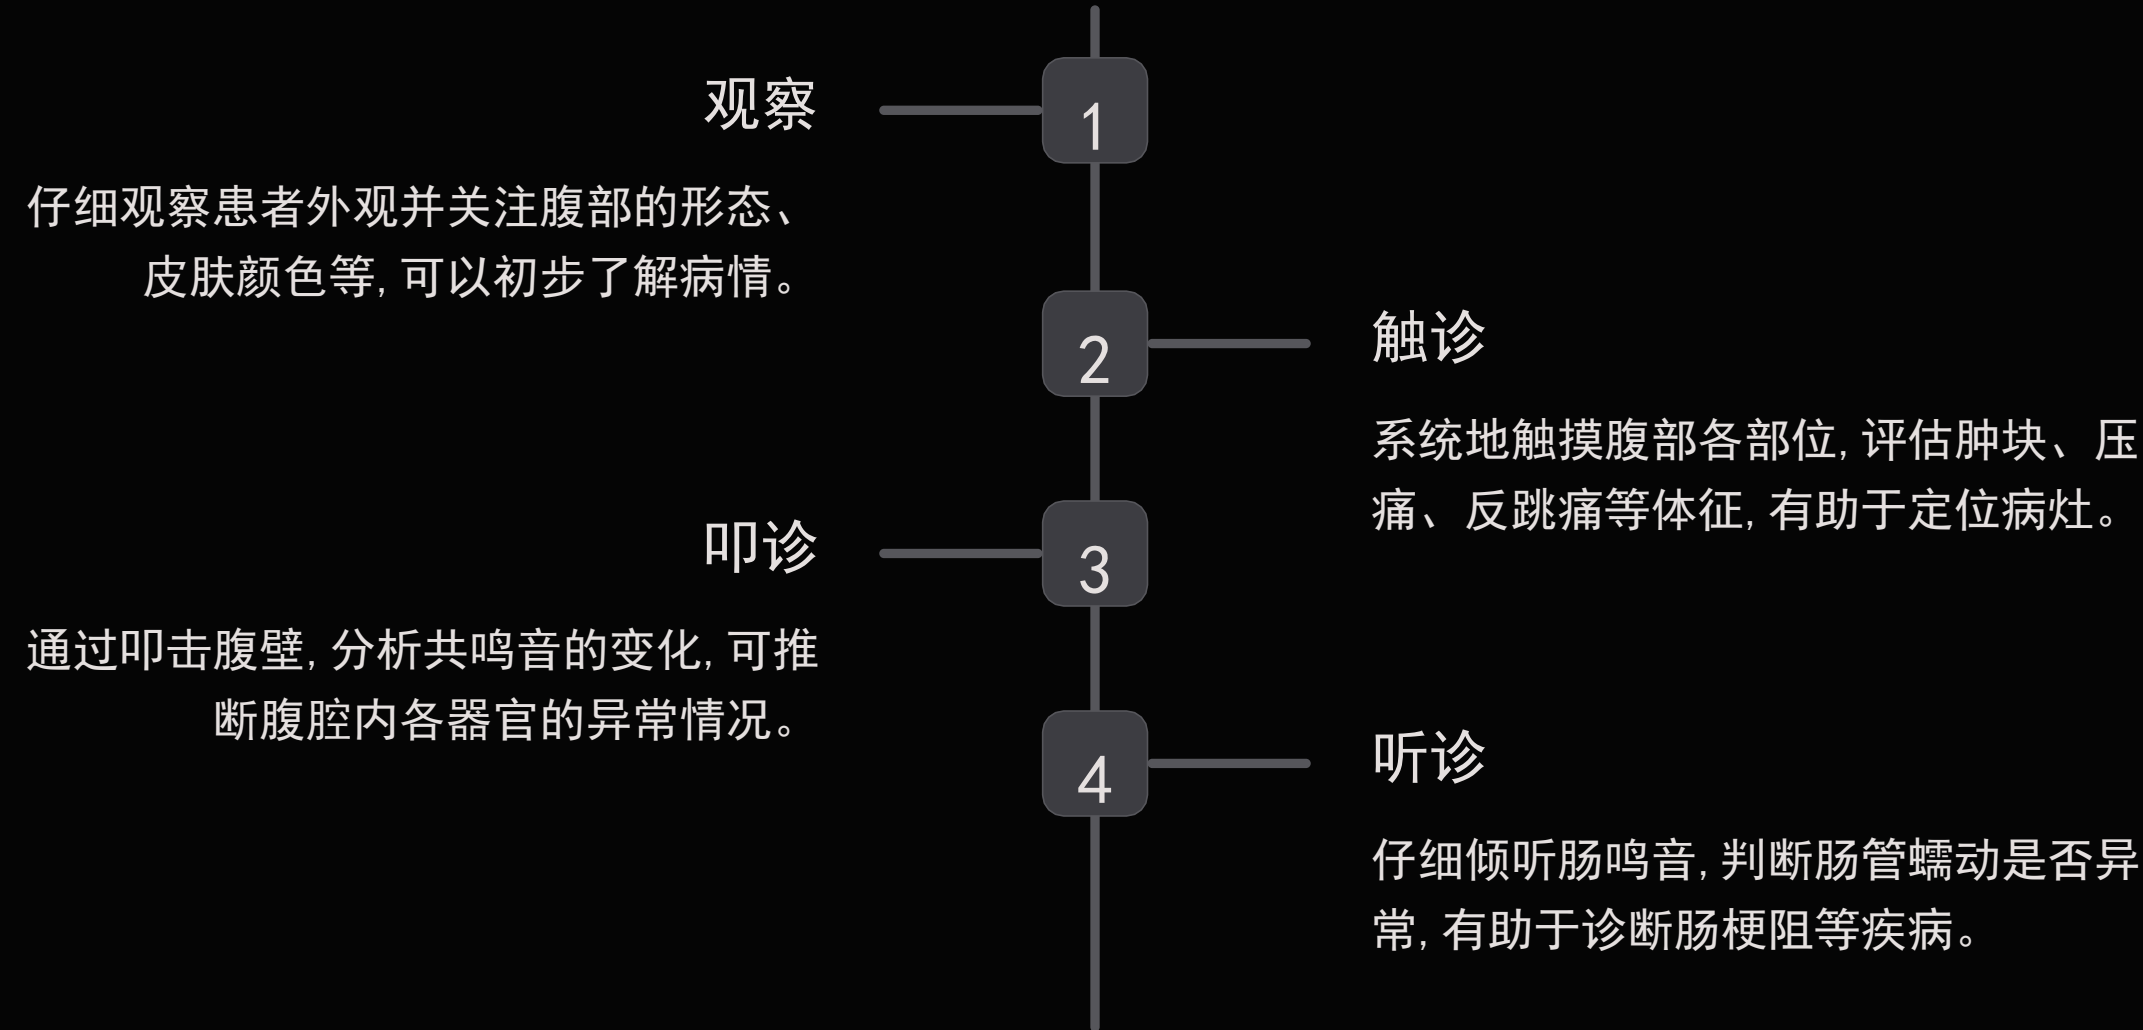 1
观察
仔细观察患者外观并关注腹部的形态、
皮肤颜色等, 可以初步了解病情。
2
触诊
系统地触摸腹部各部位, 评估肿块、压
痛、反跳痛等体征, 有助于定位病灶。
3
叩诊
通过叩击腹壁, 分析共鸣音的变化, 可推
断腹腔内各器官的异常情况。
4
听诊
仔细倾听肠鸣音, 判断肠管蠕动是否异
常, 有助于诊断肠梗阻等疾病。